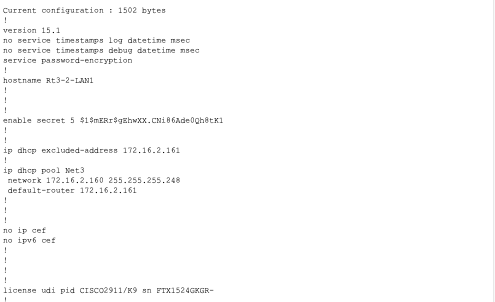 Current configuration : 1502 bytes
!
version 15.1
no service timestamps log datetime msec
no service timestamps debug datetime msec
service password-encryption
!
hostname Rt3-2-LAN1
!
!
!
enable secret 5 $1$mERr$gEhwXX.CNi86Ade0Qh8tK1
!
!
ip dhcp excluded-address 172.16.2.161
!
ip dhcp pool Net3
 network 172.16.2.160 255.255.255.248
 default-router 172.16.2.161
!
!
!
no ip cef
no ipv6 cef
!
!
!
!
license udi pid CISCO2911/K9 sn FTX1524GKGR-
!